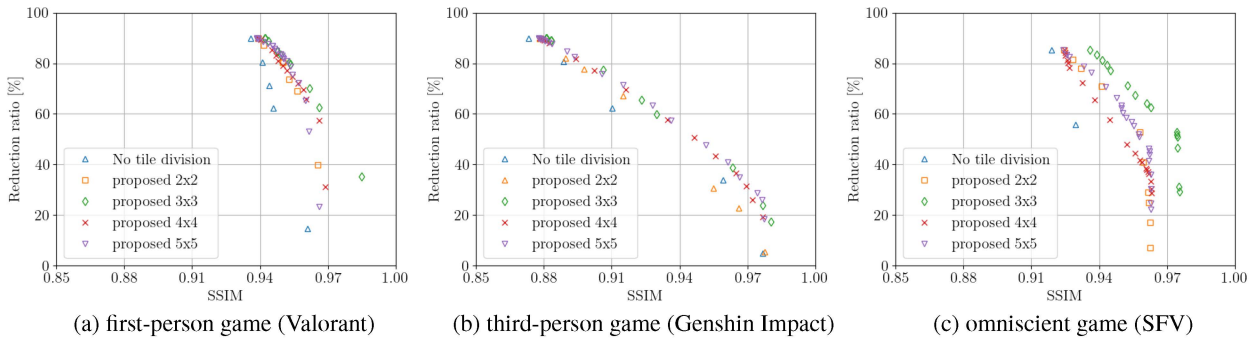 100
80
60
40
20
0
Reduction ratio [%]
No tile division
proposed 2x2
proposed 3x3
proposed 4x4
proposed 5x5
0.85
0.88
0.91
0.94
0.97
1.00
SSIM
(a) first-person game (Valorant)
100
80
60
40
20
0
Reduction ratio [%]
No tile division
proposed 2x2
proposed 3x3
proposed 4x4
proposed 5x5
0.85
0.88
0.91
0.94
0.97
1.00
SSIM
(b) third-person game (Genshin Impact)
100
80
60
40
20
0
Reduction ratio [%]
No tile division
proposed 2x2
proposed 3x3
proposed 4x4
proposed 5x5
0.85
0.88
0.91
0.94
0.97
1.00
SSIM
(c) omniscient game (SFV)